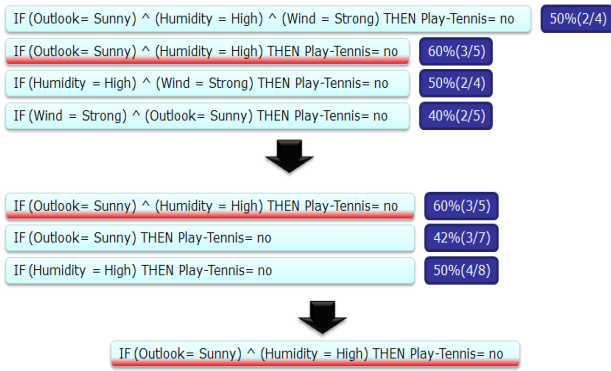 IF (Outlook= Sunny) ^ (Humidity = High) ^ (Wind = Strong) THEN Play-Tennis= no 50%(2/4)
IF (Outlook= Sunny) ^ (Humidity = High) THEN Play-Tennis= no 60%(3/5)
IF (Humidity = High) ^ (Wind = Strong) THEN Play-Tennis= no 50%(2/4)
IF (Wind = Strong) ^ (Outlook= Sunny) THEN Play-Tennis= no 40%(2/5)
IF (Outlook= Sunny) ^ (Humidity = High) THEN Play-Tennis= no 60%(3/5)
IF (Outlook= Sunny) THEN Play-Tennis= no 42%(3/7)
IF (Humidity = High) THEN Play-Tennis= no 50%(4/8)
IF (Outlook= Sunny) ^ (Humidity = High) THEN Play-Tennis= no